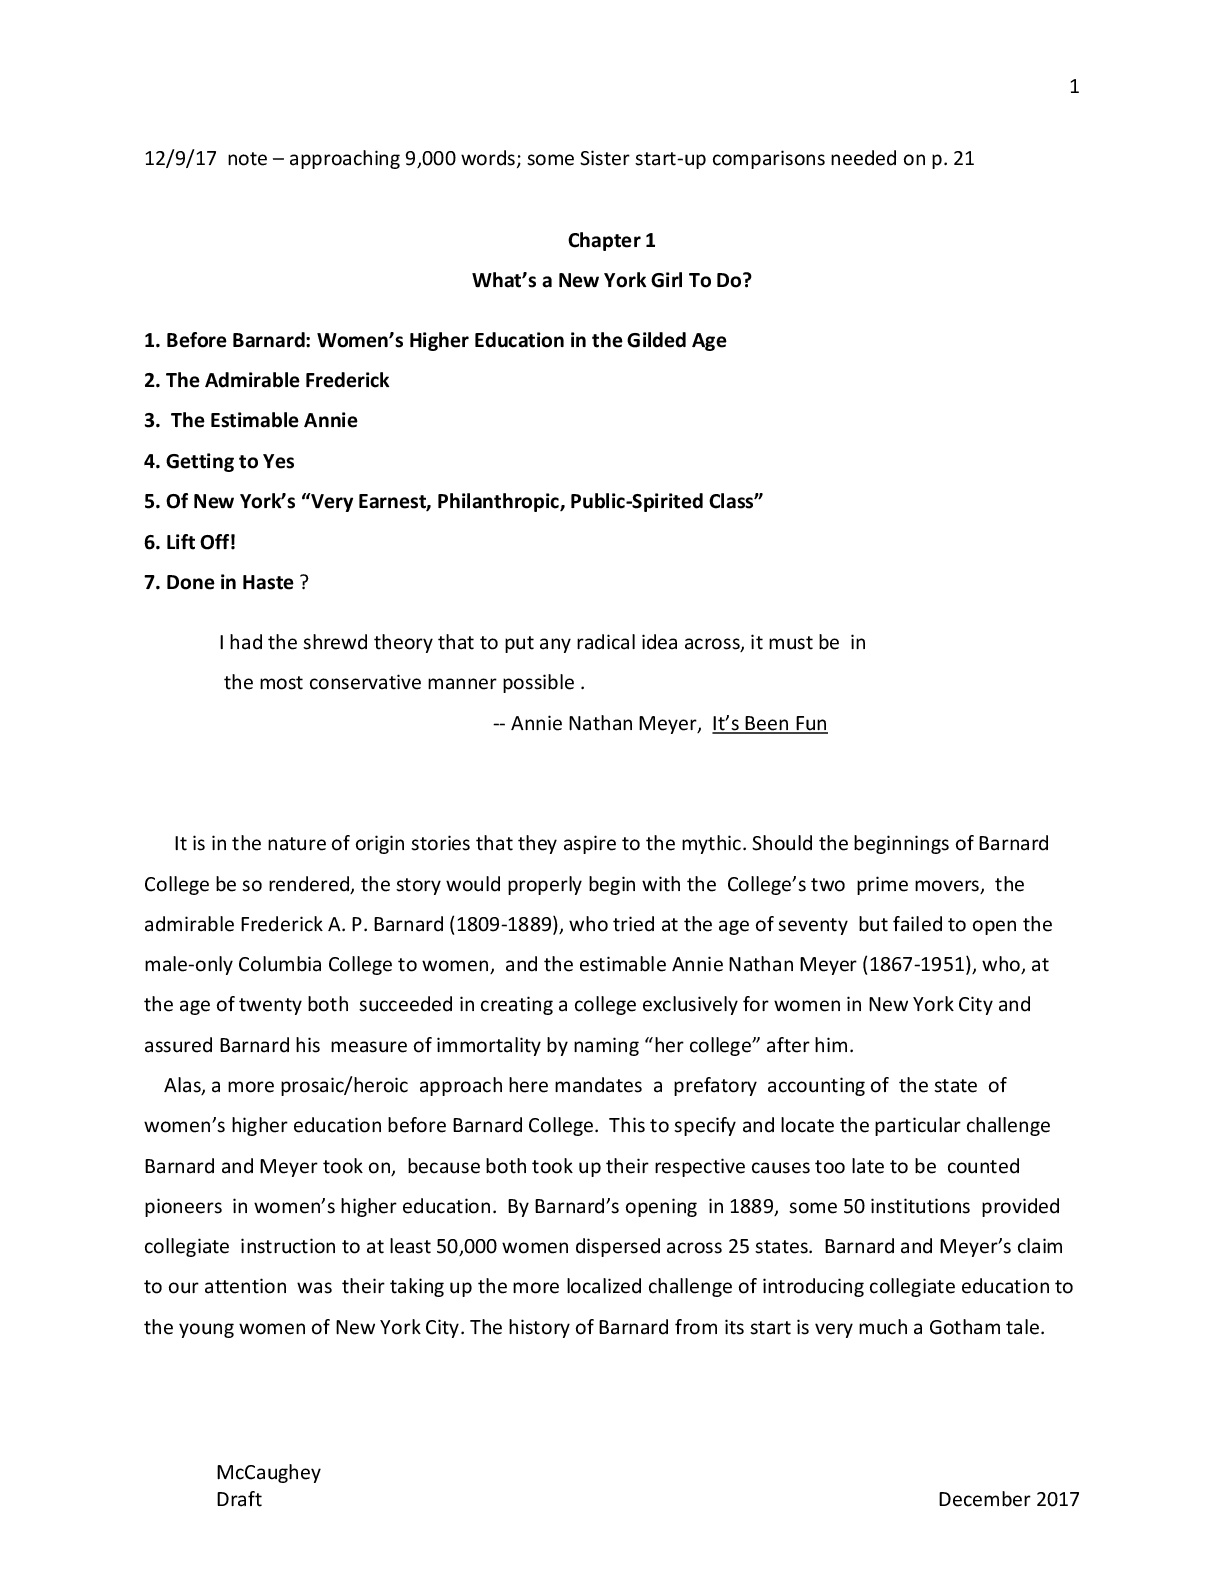 1
12/9/17  note – approaching 9,000 words; some Sister start-up comparisons needed on p. 21
Chapter 1
What’s a New York Girl To Do?
1. Before Barnard: Women’s Higher Education in the Gilded Age
2. The Admirable Frederick
3.  The Estimable Annie
4. Getting to Yes
5. Of New York’s “Very Earnest, Philanthropic, Public-Spirited Class”
6. Lift Off!
7. Done in Haste ?
I had the shrewd theory that to put any radical idea across, it must be  in
the most conservative manner possible .
-- Annie Nathan Meyer,  It’s Been Fun
It is in the nature of origin stories that they aspire to the mythic. Should the beginnings of Barnard
College be so rendered, the story would properly begin with the  College’s two  prime movers,  the
admirable Frederick A. P. Barnard (1809-1889), who tried at the age of seventy  but failed to open the
male-only Columbia College to women,  and the estimable Annie Nathan Meyer (1867-1951), who, at
the age of twenty both  succeeded in creating a college exclusively for women in New York City and
assured Barnard his  measure of immortality by naming “her college” after him.
Alas, a more prosaic/heroic  approach here mandates  a  prefatory  accounting of  the state  of
women’s higher education before Barnard College.  This to specify and locate the particular challenge
Barnard and Meyer took on,  because both took up their respective causes too late to be  counted
pioneers  in women’s higher education.  By Barnard’s opening  in 1889,  some 50 institutions  provided
collegiate  instruction to at least 50,000 women dispersed across 25 states.  Barnard and Meyer’s claim
to our attention  was  their taking up the more localized challenge of introducing collegiate education to
the young women of New York City. The history of Barnard from its start is very much a Gotham tale.
McCaughey
Draft December 2017